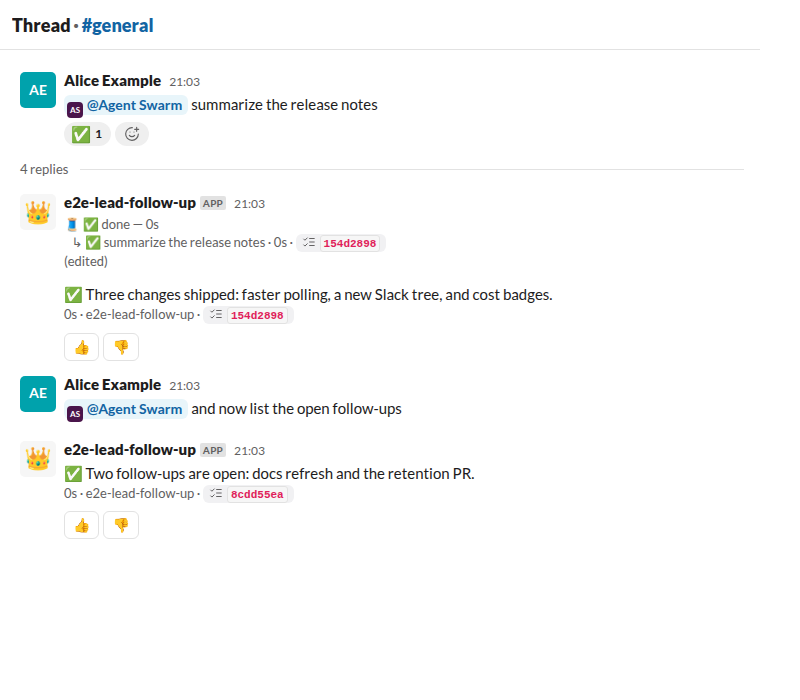 Thread • #general
AE
Alice Example 21:03
AS @Agent Swarm summarize the release notes
✅ 1
4 replies
e2e-lead-follow-up APP 21:03
🧵 ✅ done — 0s
↳ ✅ summarize the release notes · 0s · 154d2898
(edited)
✅ Three changes shipped: faster polling, a new Slack tree, and cost badges.
0s · e2e-lead-follow-up · 154d2898
👍 👎
AE
Alice Example 21:03
AS @Agent Swarm and now list the open follow-ups
e2e-lead-follow-up APP 21:03
✅ Two follow-ups are open: docs refresh and the retention PR.
0s · e2e-lead-follow-up · 8cdd55ea
👍 👎